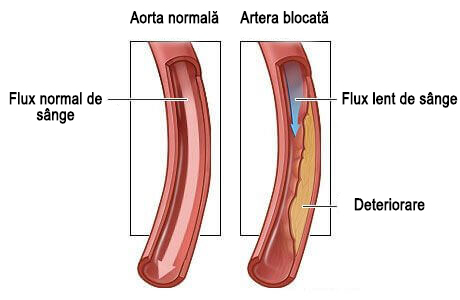 Aorta normală
Artera blocată
Flux normal de
sânge
Flux lent de sânge
Deteriorare